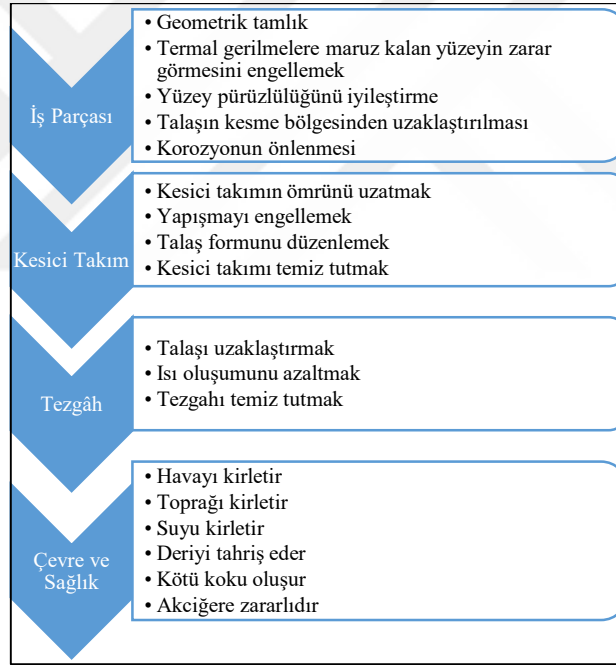 İş Parçası
• Geometrik tamlık
• Termal gerilmelere maruz kalan yüzeyin zarar
görmesini engellemek
• Yüzey pürüzlülüğünü iyileştirme
• Talaşın kesme bölgesinden uzaklaştırılması
• Korozyonun önlenmesi
Kesici Takım
• Kesici takımın ömrünü uzatmak
• Yapışmayı engellemek
• Talaş formunu düzenlemek
• Kesici takımı temiz tutmak
Tezgâh
• Talaşı uzaklaştırmak
• Isı oluşumunu azaltmak
• Tezgahı temiz tutmak
Çevre ve
Sağlık
• Havayı kirletir
• Toprağı kirletir
• Suyu kirletir
• Deriyi tahriş eder
• Kötü koku oluşur
• Akciğere zararlıdır